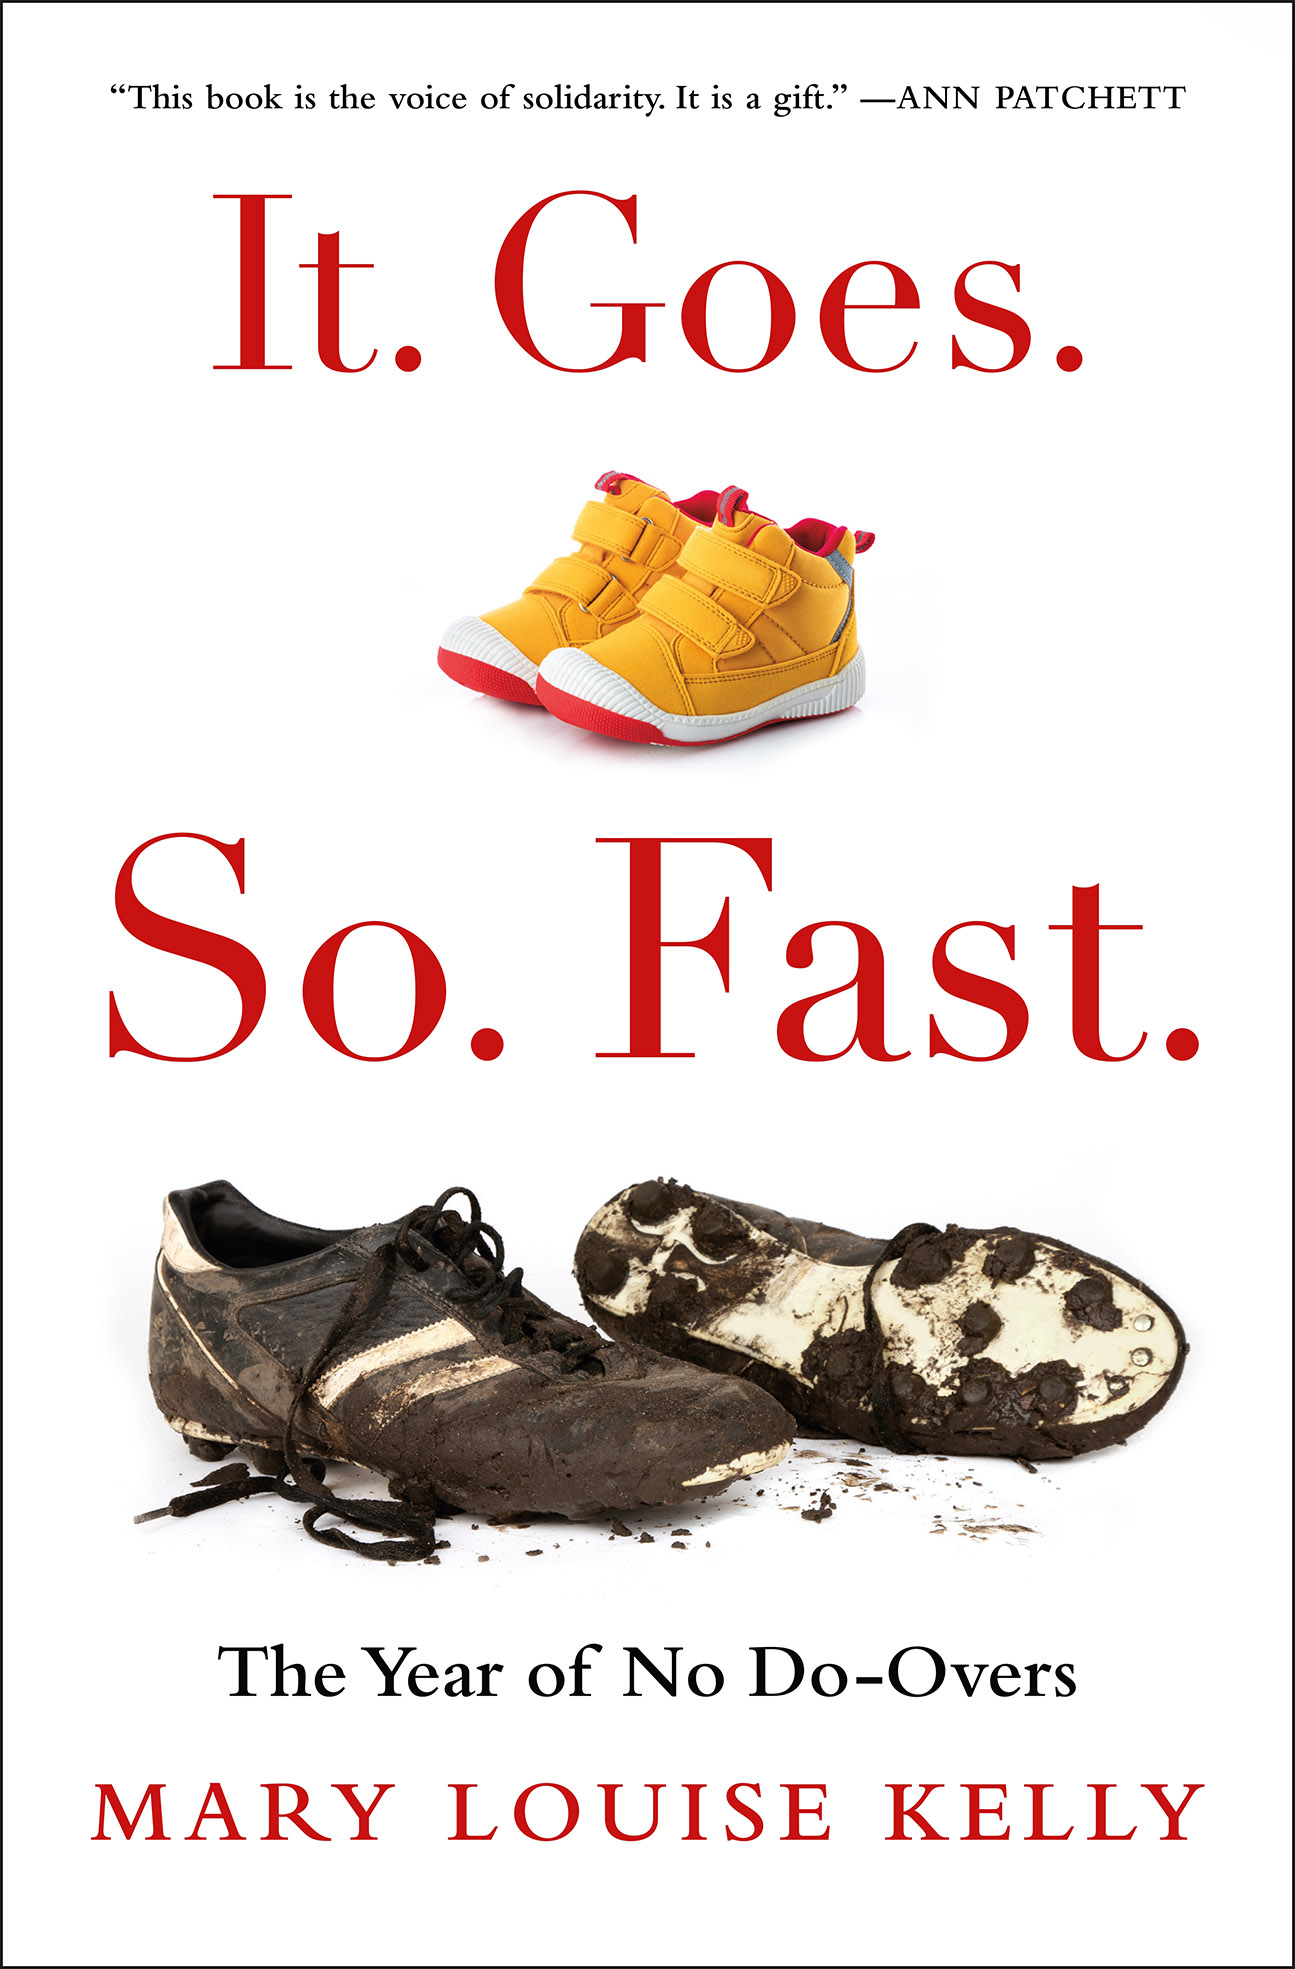 “This book is the voice of solidarity. It is a gift.” —ANN PATCHETT
It. Goes.
So. Fast.
The Year of No Do-Overs
MARY LOUISE KELLY